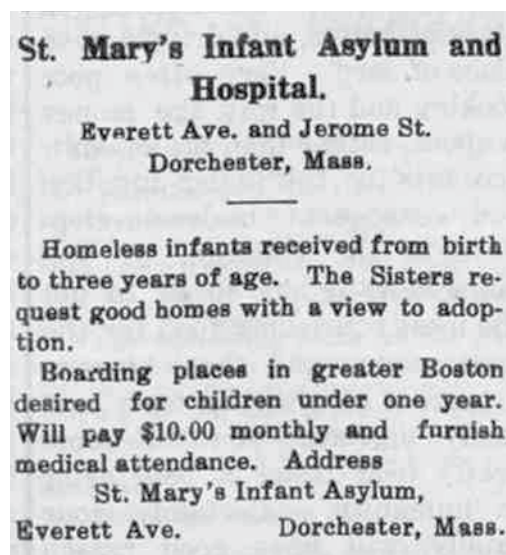 St. Mary's Infant Asylum and
Hospital.
Everett Ave. and Jerome St.
Dorchester, Mass.
Homeless infants received from birth
to three years of age. The Sisters re-
quest good homes with a view to adop-
tion.
Boarding places in greater Boston
desired for children under one year.
Will pay $10.00 monthly and furnish
medical attendance. Address
St. Mary's Infant Asylum,
Everett Ave. Dorchester, Mass.